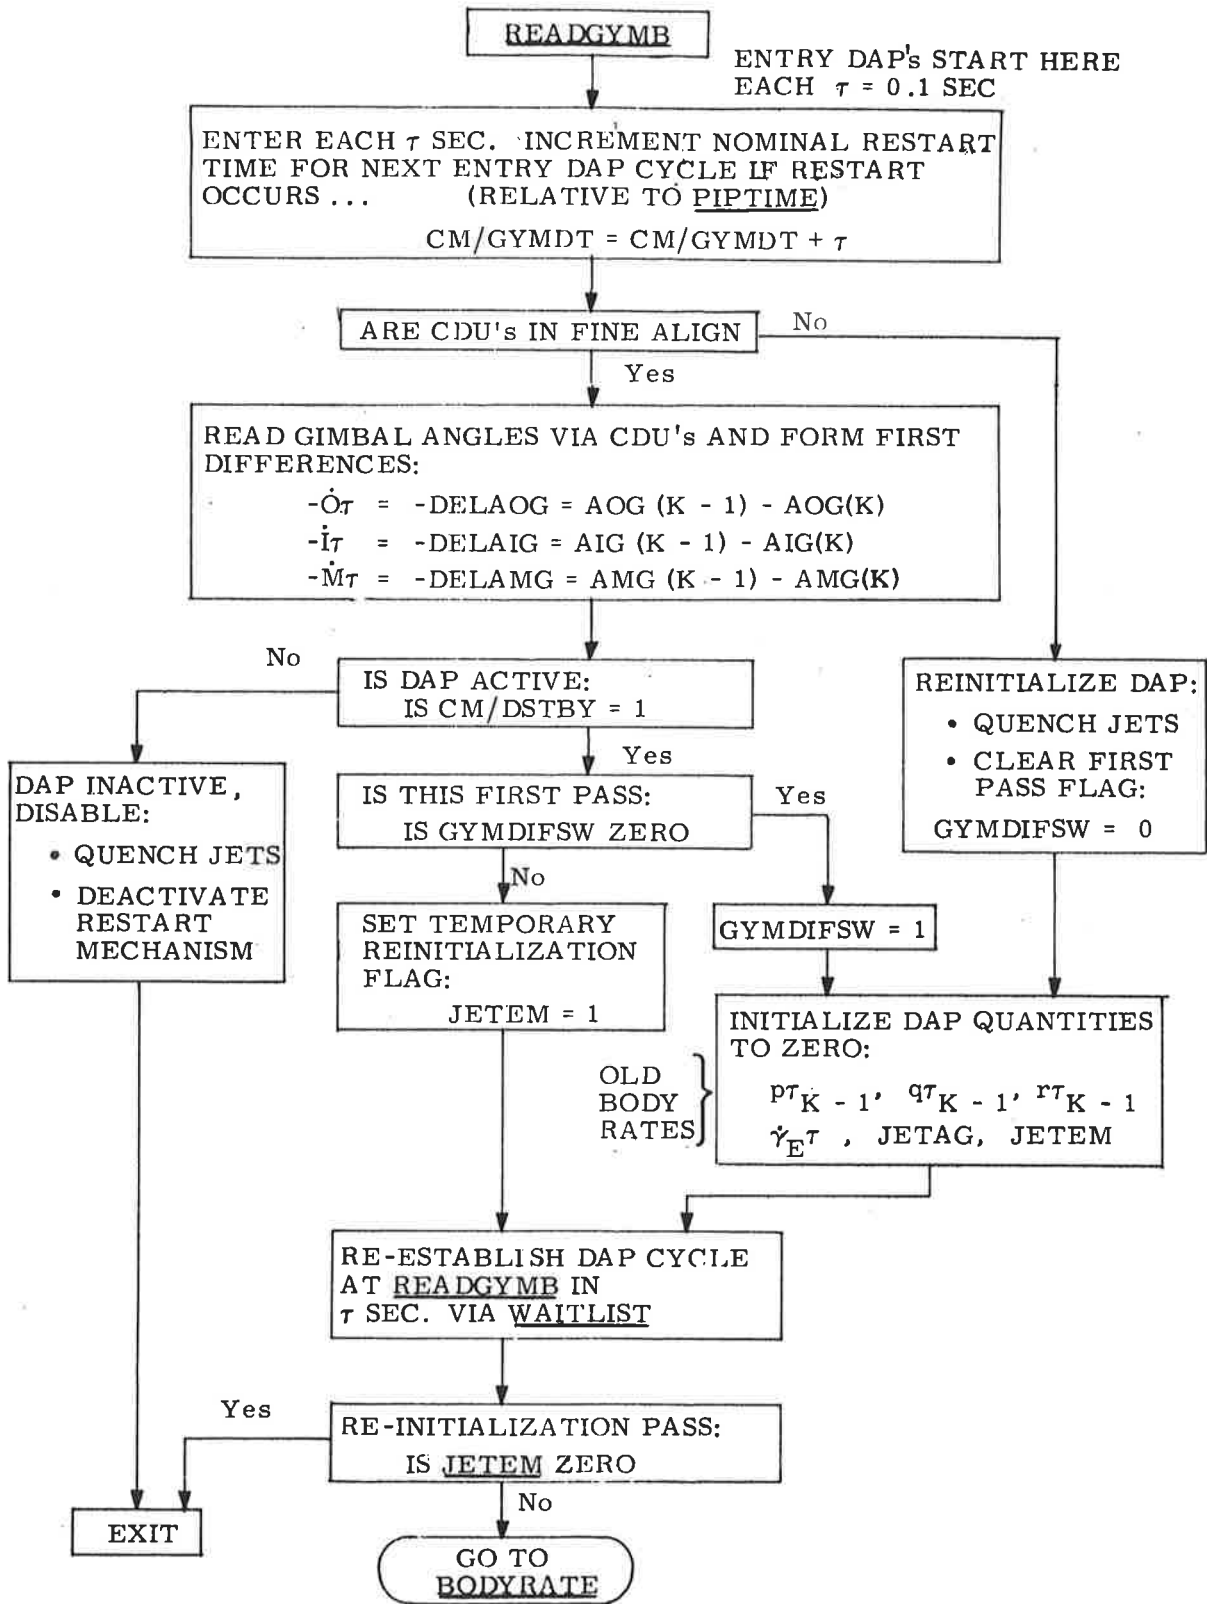 READGYMB
ENTRY DAP's START HERE
EACH τ = 0.1 SEC
ENTER EACH τ SEC. INCREMENT NOMINAL RESTART
TIME FOR NEXT ENTRY DAP CYCLE IF RESTART
OCCURS ... (RELATIVE TO PIPTIME)
CM/GYMDT = CM/GYMDT + τ
ARE CDU's IN FINE ALIGN
No
Yes
READ GIMBAL ANGLES VIA CDU's AND FORM FIRST
DIFFERENCES:
-Ȯτ = -DELAOG = AOG (K - 1) - AOG(K)
-İτ = -DELAIG = AIG (K - 1) - AIG(K)
-Ṁτ = -DELAMG = AMG (K - 1) - AMG(K)
No
IS DAP ACTIVE:
IS CM/DSTBY = 1
Yes
REINITIALIZE DAP:
• QUENCH JETS
• CLEAR FIRST
PASS FLAG:
GYMDIFSW = 0
DAP INACTIVE,
DISABLE:
• QUENCH JETS
• DEACTIVATE
RESTART
MECHANISM
IS THIS FIRST PASS:
IS GYMDIFSW ZERO
Yes
No
SET TEMPORARY
REINITIALIZATION
FLAG:
JETEM = 1
GYMDIFSW = 1
INITIALIZE DAP QUANTITIES
TO ZERO:
OLD
BODY
RATES
pτK - 1, qτK - 1, rτK - 1
γ̇Eτ , JETAG, JETEM
RE-ESTABLISH DAP CYCLE
AT READGYMB IN
τ SEC. VIA WAITLIST
Yes
RE-INITIALIZATION PASS:
IS JETEM ZERO
No
EXIT
GO TO
BODYRATE